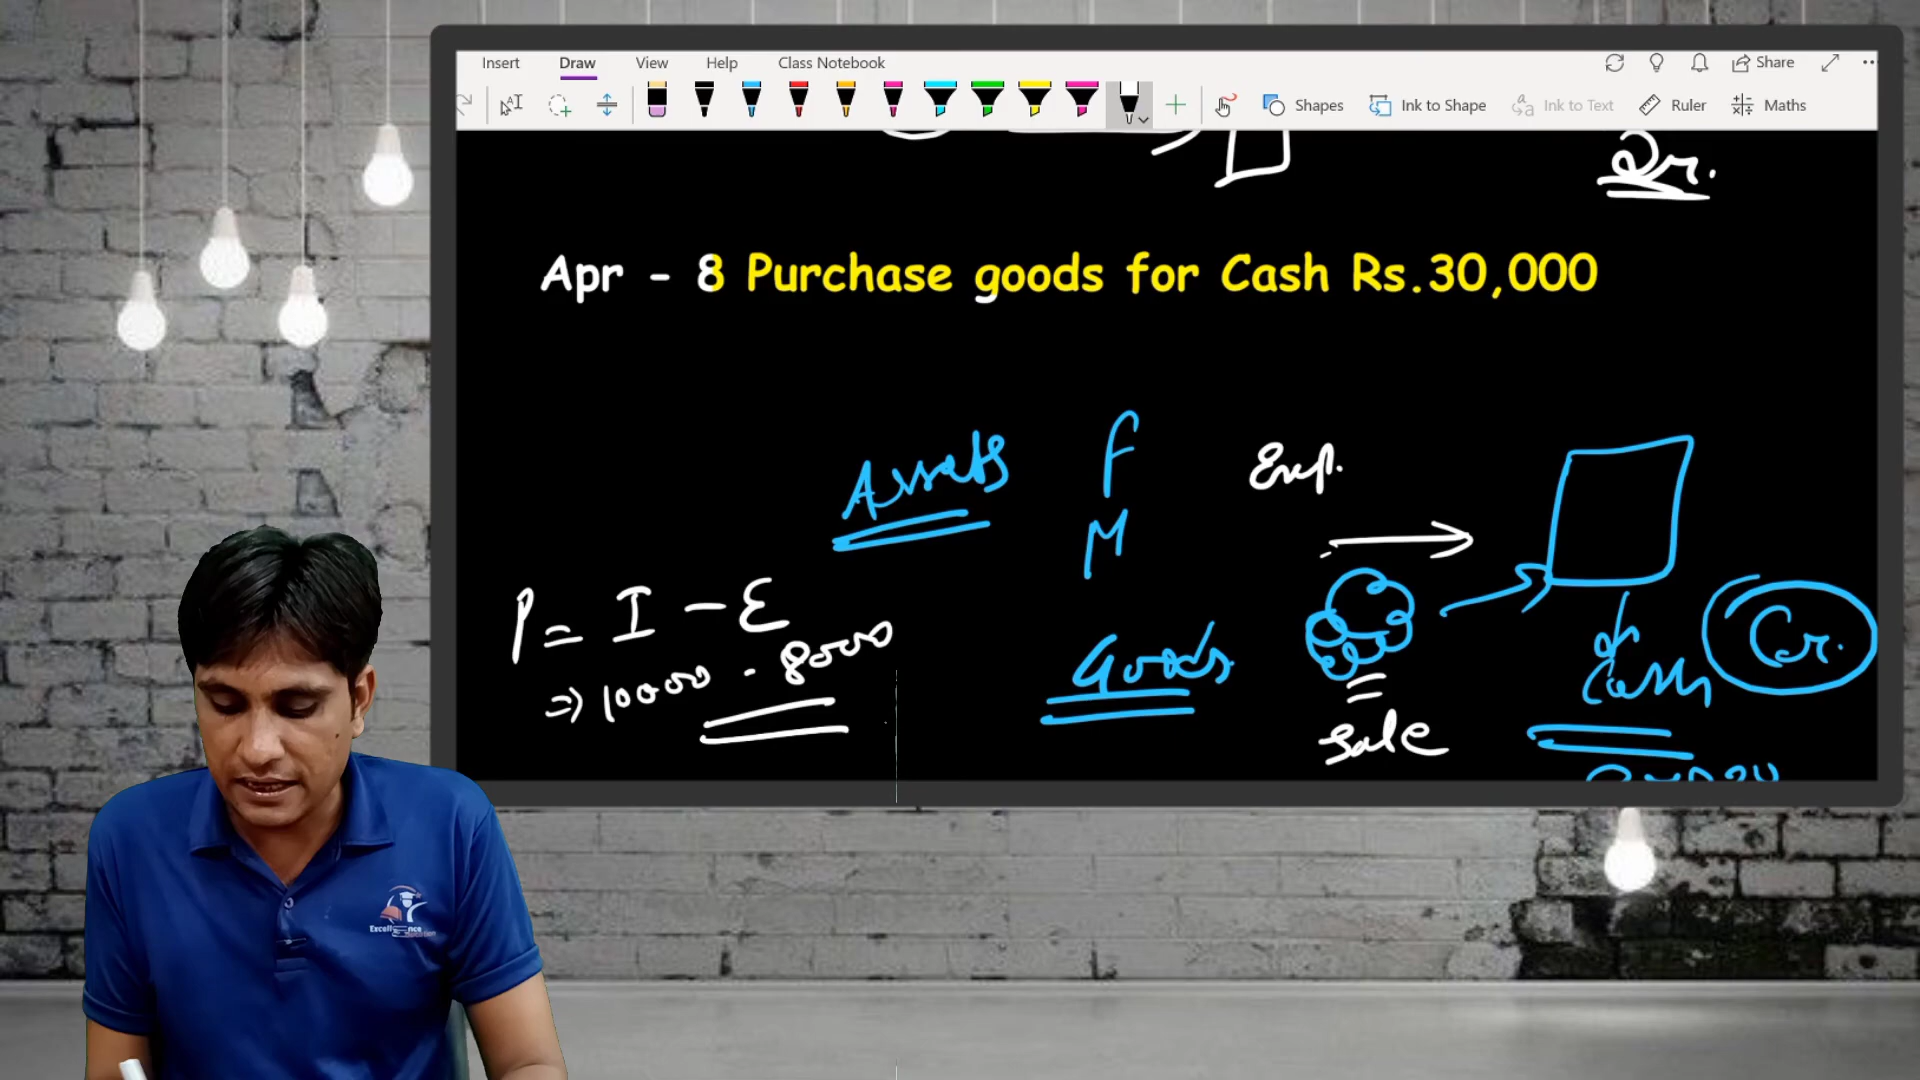 Insert Draw View Help Class Notebook Share
Shapes Ink to Shape Ink to Text Ruler Maths
Dr.
Apr - 8 Purchase goods for Cash Rs.30,000
Assets F Exp.
M
P = I - E
⇒ 10000 - 8000
Goods
Sale
Cash
Cr.